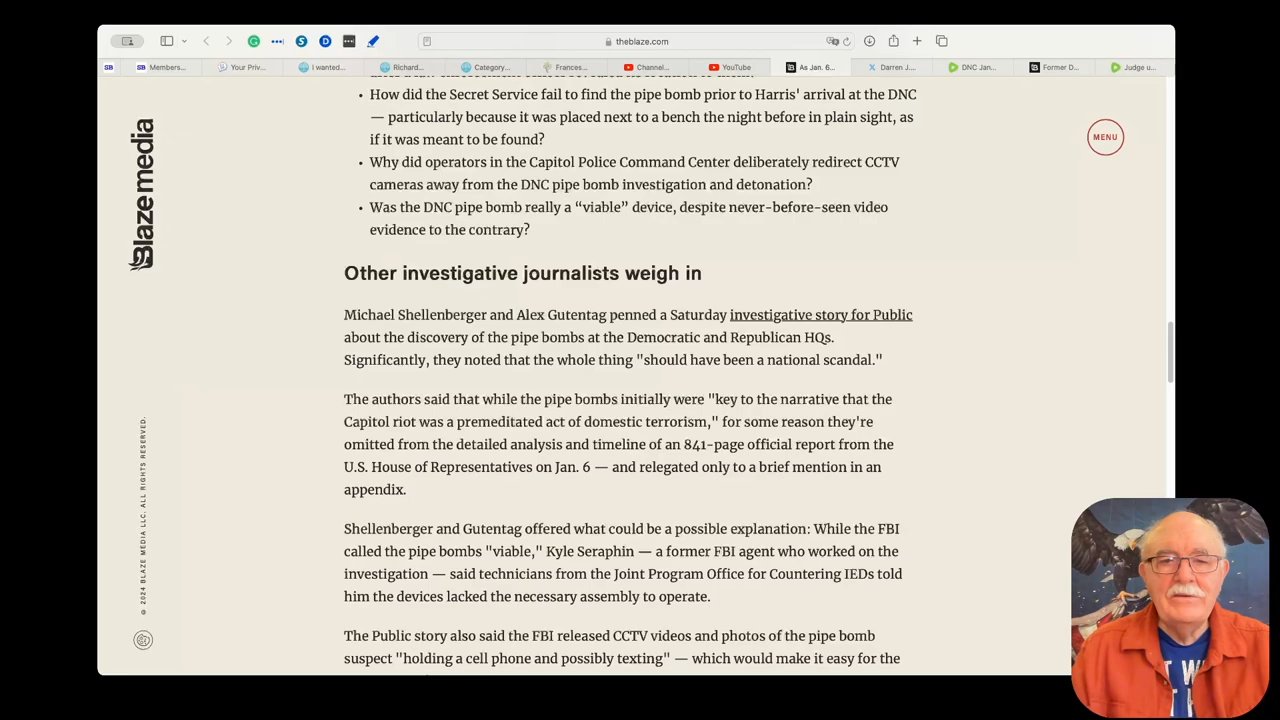 theblaze.com
SB
SB
Members...
Your Priv...
I wanted...
Richard...
Category...
Frances...
Channel...
YouTube
As Jan. 6...
Darren J....
DNC Jan...
Former D...
Judge u...
• How did the Secret Service fail to find the pipe bomb prior to Harris' arrival at the DNC
— particularly because it was placed next to a bench the night before in plain sight, as
if it was meant to be found?
• Why did operators in the Capitol Police Command Center deliberately redirect CCTV
cameras away from the DNC pipe bomb investigation and detonation?
• Was the DNC pipe bomb really a “viable” device, despite never-before-seen video
evidence to the contrary?
Other investigative journalists weigh in
Michael Shellenberger and Alex Gutentag penned a Saturday investigative story for Public
about the discovery of the pipe bombs at the Democratic and Republican HQs.
Significantly, they noted that the whole thing "should have been a national scandal."
The authors said that while the pipe bombs initially were "key to the narrative that the
Capitol riot was a premeditated act of domestic terrorism," for some reason they're
omitted from the detailed analysis and timeline of an 841-page official report from the
U.S. House of Representatives on Jan. 6 — and relegated only to a brief mention in an
appendix.
Shellenberger and Gutentag offered what could be a possible explanation: While the FBI
called the pipe bombs "viable," Kyle Seraphin — a former FBI agent who worked on the
investigation — said technicians from the Joint Program Office for Countering IEDs told
him the devices lacked the necessary assembly to operate.
The Public story also said the FBI released CCTV videos and photos of the pipe bomb
suspect "holding a cell phone and possibly texting" — which would make it easy for the
Blaze media
© 2024 BLAZE MEDIA LLC. ALL RIGHTS RESERVED.
MENU